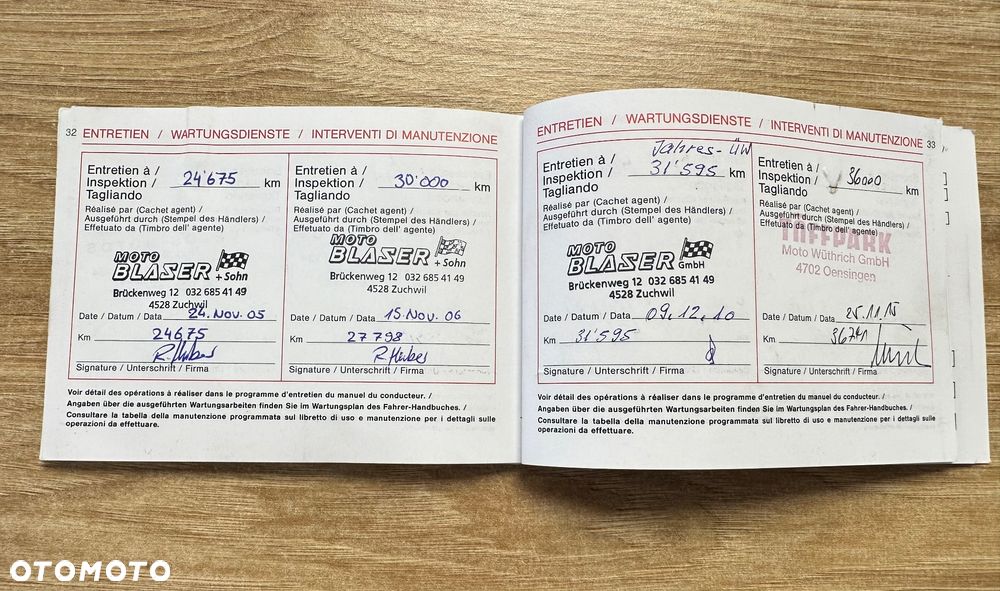 32 ENTRETIEN / WARTUNGSDIENSTE / INTERVENTI DI MANUTENZIONE
Entretien à /
Inspektion / 24'675 km
Tagliando
Réalisé par (Cachet agent) /
Ausgeführt durch (Stempel des Händlers) /
Effetuato da (Timbro dell' agente)
MOTO
BLASER + Sohn
Brückenweg 12 032 685 41 49
4528 Zuchwil
Date / Datum / Data 24. Nov. 05
Km 24675
R. Huber
Signature / Unterschrift / Firma
Entretien à /
Inspektion / 30'000 km
Tagliando
Réalisé par (Cachet agent) /
Ausgeführt durch (Stempel des Händlers) /
Effetuato da (Timbro dell' agente)
MOTO
BLASER + Sohn
Brückenweg 12 032 685 41 49
4528 Zuchwil
Date / Datum / Data 15. Nov. 06
Km 27798
R. Huber
Signature / Unterschrift / Firma
Voir détail des opérations à réaliser dans le programme d'entretien du manuel du conducteur. /
Angaben über die ausgeführten Wartungsarbeiten finden Sie im Wartungsplan des Fahrer-Handbuches. /
Consultare la tabella della manutenzione programmata sul libretto di uso e manutenzione per i dettagli sulle
operazioni da effettuare.
ENTRETIEN / WARTUNGSDIENSTE / INTERVENTI DI MANUTENZIONE 33
Jahres-ÜW
Entretien à /
Inspektion / 31'595 km
Tagliando
Réalisé par (Cachet agent) /
Ausgeführt durch (Stempel des Händlers) /
Effetuato da (Timbro dell' agente)
MOTO
BLASER GmbH
Brückenweg 12 032 685 41 49
4528 Zuchwil
Date / Datum / Data 09.12.10
Km 31'595
Signature / Unterschrift / Firma
Entretien à /
Inspektion / 36000 km
Tagliando
Réalisé par (Cachet agent) /
Ausgeführt durch (Stempel des Händlers) /
Effetuato da (Timbro dell' agente)
TÖFFPARK
Moto Wüthrich GmbH
4702 Oensingen
Date / Datum / Data 25.11.15
Km
Signature / Unterschrift / Firma
Voir détail des opérations à réaliser dans le programme d'entretien du manuel du conducteur. /
Angaben über die ausgeführten Wartungsarbeiten finden Sie im Wartungsplan des Fahrer-Handbuches. /
Consultare la tabella della manutenzione programmata sul libretto di uso e manutenzione per i dettagli sulle
operazioni da effettuare.
OTOMOTO